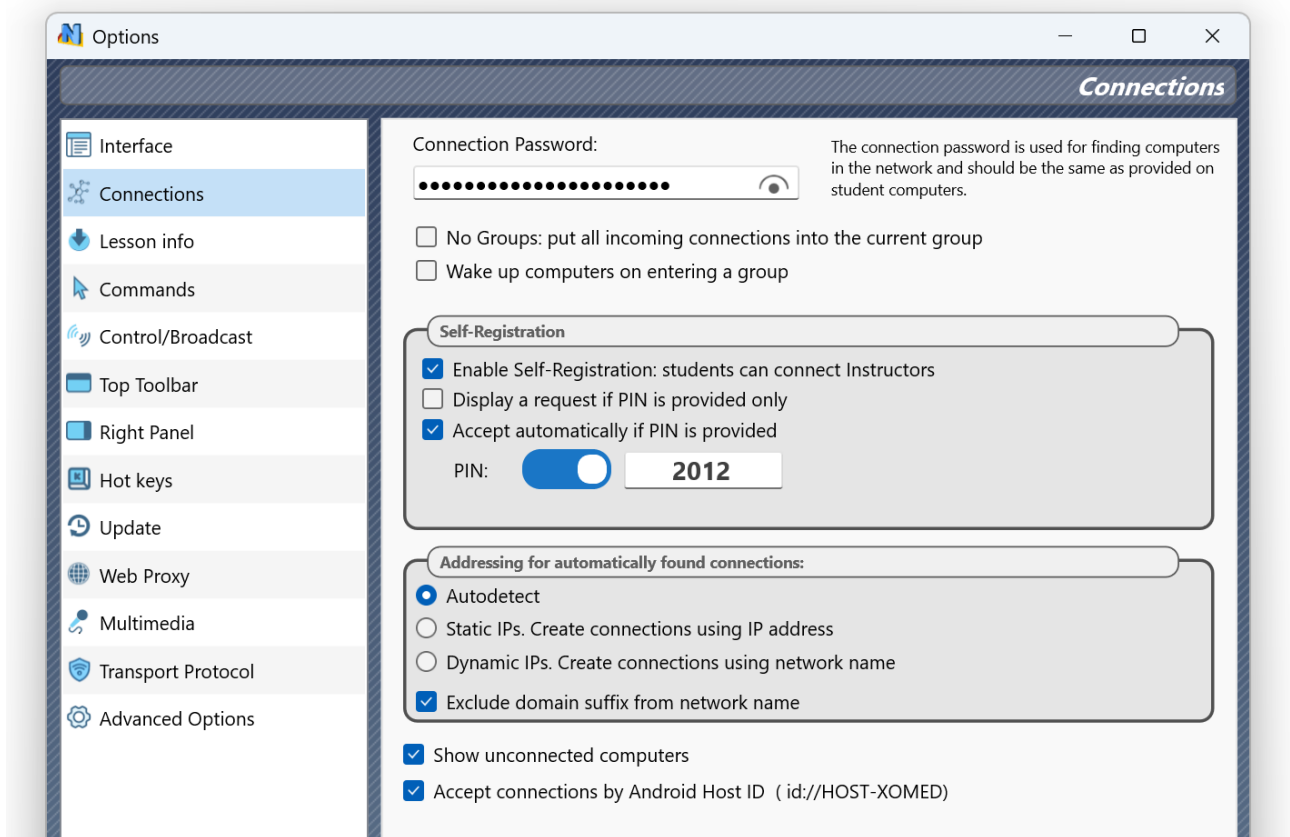 Options
Connections
Interface
Connections
Lesson info
Commands
Control/Broadcast
Top Toolbar
Right Panel
Hot keys
Update
Web Proxy
Multimedia
Transport Protocol
Advanced Options
Connection Password:
The connection password is used for finding computers
in the network and should be the same as provided on
student computers.
No Groups: put all incoming connections into the current group
Wake up computers on entering a group
Self-Registration
Enable Self-Registration: students can connect Instructors
Display a request if PIN is provided only
Accept automatically if PIN is provided
PIN: 2012
Addressing for automatically found connections:
Autodetect
Static IPs. Create connections using IP address
Dynamic IPs. Create connections using network name
Exclude domain suffix from network name
Show unconnected computers
Accept connections by Android Host ID ( id://HOST-XOMED)